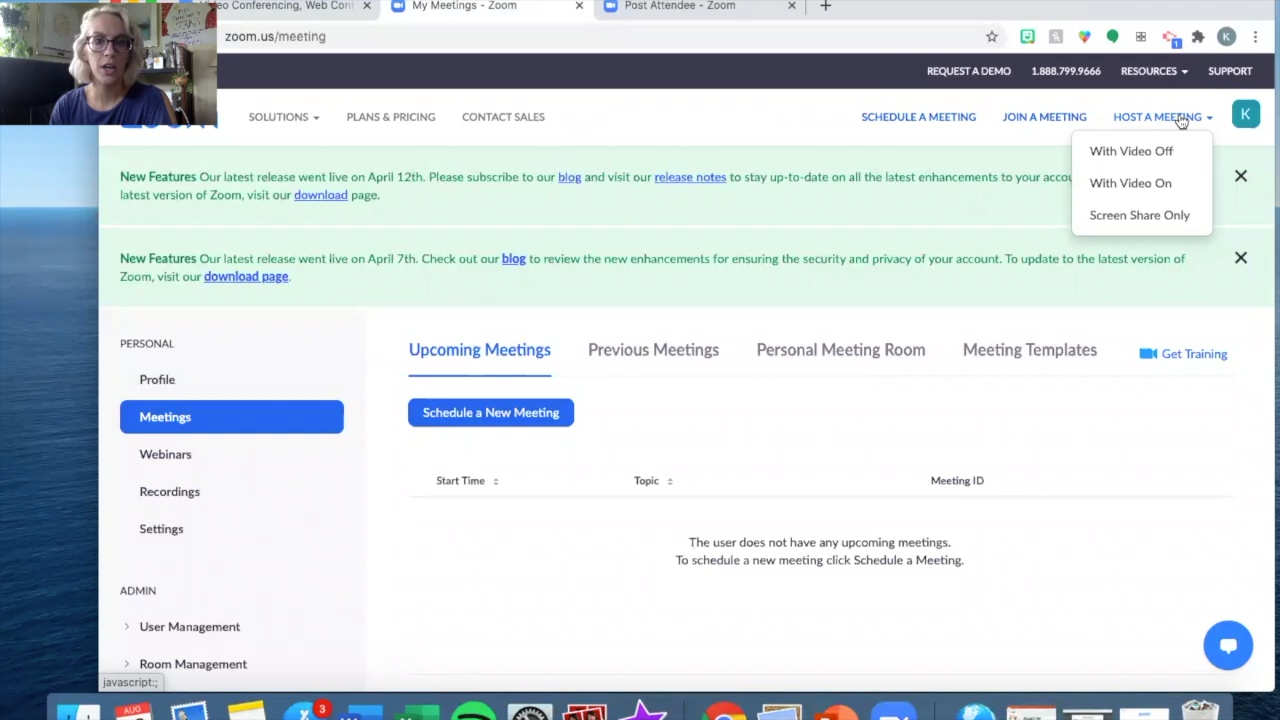 Video Conferencing, Web Conf
My Meetings - Zoom
Post Attendee - Zoom
zoom.us/meeting
1
K
REQUEST A DEMO
1.888.799.9666
RESOURCES
SUPPORT
SOLUTIONS
PLANS & PRICING
CONTACT SALES
SCHEDULE A MEETING
JOIN A MEETING
HOST A MEETING
K
With Video Off
With Video On
Screen Share Only
New Features Our latest release went live on April 12th. Please subscribe to our blog and visit our release notes to stay up-to-date on all the latest enhancements to your accou
latest version of Zoom, visit our download page.
New Features Our latest release went live on April 7th. Check out our blog to review the new enhancements for ensuring the security and privacy of your account. To update to the latest version of
Zoom, visit our download page.
PERSONAL
Profile
Meetings
Webinars
Recordings
Settings
ADMIN
User Management
Room Management
Upcoming Meetings
Previous Meetings
Personal Meeting Room
Meeting Templates
Get Training
Schedule a New Meeting
Start Time
Topic
Meeting ID
The user does not have any upcoming meetings.
To schedule a new meeting click Schedule a Meeting.
javascript:;
AUG
3